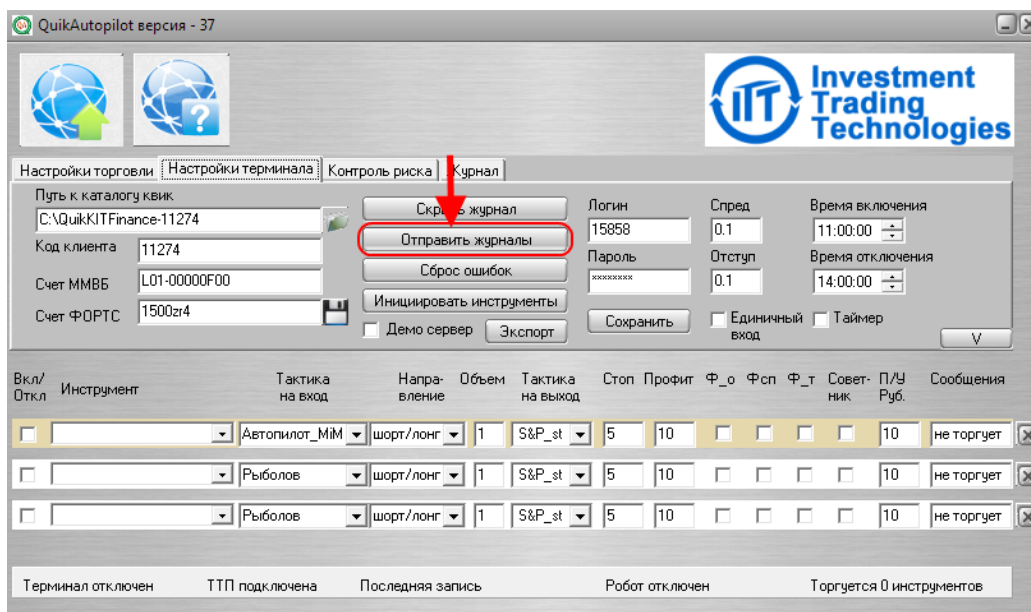 QuikAutopilot версия - 37
Investment
Trading
Technologies
Настройки торговли Настройки терминала Контроль риска Журнал
Путь к каталогу квик
C:\QuikKITFinance-11274
Код клиента 11274
Счет ММВБ L01-00000F00
Счет ФОРТС 1500zr4
Скрыть журнал
Отправить журналы
Сброс ошибок
Инициировать инструменты
Демо сервер Экспорт
Логин
15858
Пароль
××××××××
Сохранить
Спред
0.1
Отступ
0.1
Единичный
вход
Время включения
11:00:00
Время отключения
14:00:00
Таймер
V
Вкл/
Откл
Инструмент
Тактика
на вход
Напра-
вление
Объем
Тактика
на выход
Стоп Профит Ф_о Фсп Ф_т
Совет-
ник
П/У
Руб.
Сообщения
Автопилот_MiM шорт/лонг 1 S&P_st 5 10 10 не торгует
Рыболов шорт/лонг 1 S&P_st 5 10 10 не торгует
Рыболов шорт/лонг 1 S&P_st 5 10 10 не торгует
Терминал отключен ТТП подключена Последняя запись Робот отключен Торгуется 0 инструментов